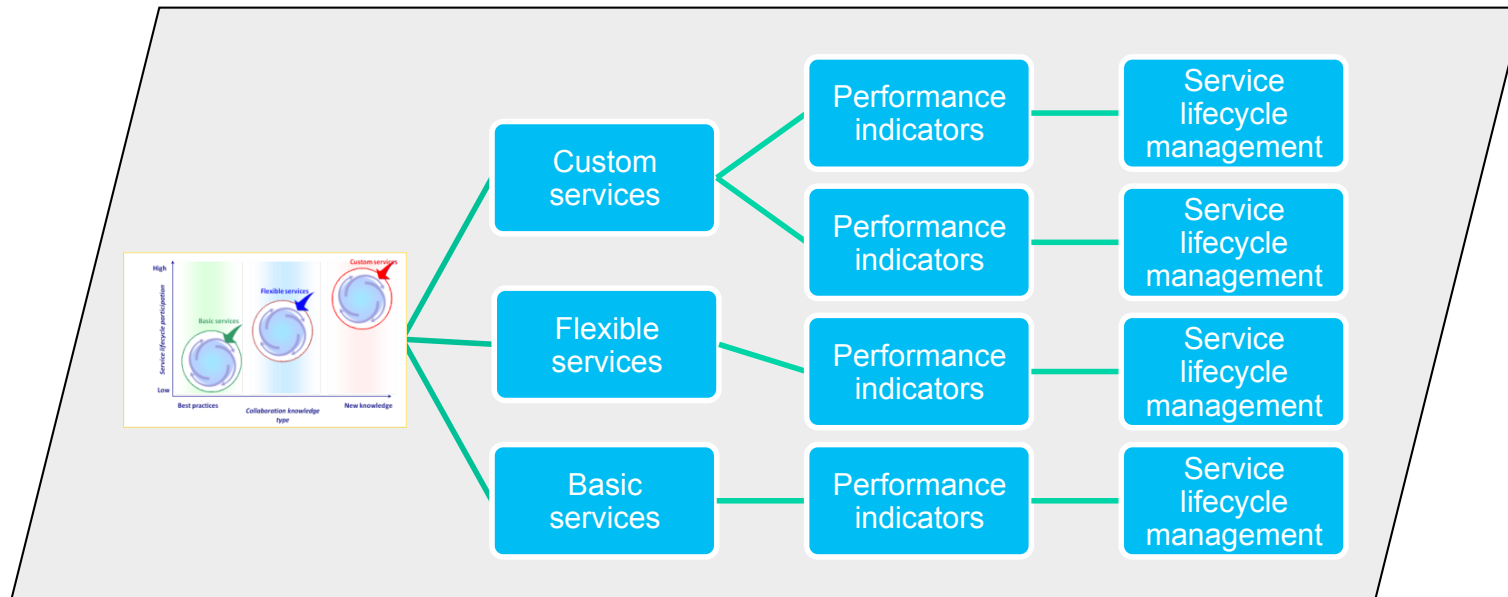 High
Service lifecycle participation
Low
Basic services
Flexible services
Custom services
Best practices
Collaboration knowledge
type
New knowledge
Custom
services
Flexible
services
Basic
services
Performance
indicators
Service
lifecycle
management
Performance
indicators
Service
lifecycle
management
Performance
indicators
Service
lifecycle
management
Performance
indicators
Service
lifecycle
management